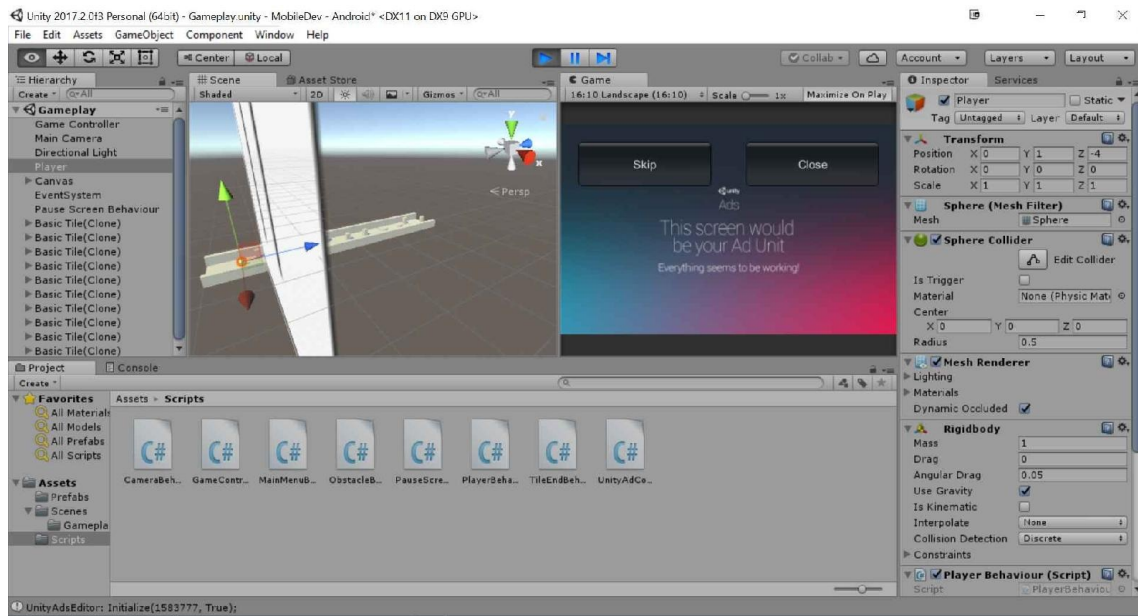 Unity 2017.2.0f3 Personal (64bit) - Gameplay.unity - MobileDev - Android* <DX11 on DX9 GPU>
File Edit Assets GameObject Component Window Help
Center Local Collab Account Layers Layout
Hierarchy
Create All
Gameplay
Game Controller
Main Camera
Directional Light
Player
Canvas
EventSystem
Pause Screen Behaviour
Basic Tile(Clone)
Basic Tile(Clone)
Basic Tile(Clone)
Basic Tile(Clone)
Basic Tile(Clone)
Basic Tile(Clone)
Basic Tile(Clone)
Basic Tile(Clone)
Basic Tile(Clone)
Basic Tile(Clone)
Scene Asset Store
Shaded 2D Gizmos All
y
x
Persp
Game
16:10 Landscape (16:10) Scale 1x Maximize On Play
Skip Close
unity
Ads
This screen would
be your Ad Unit
Everything seems to be working!
Inspector Services
Player Static
Tag Untagged Layer Default
Transform
Position X 0 Y 1 Z -4
Rotation X 0 Y 0 Z 0
Scale X 1 Y 1 Z 1
Sphere (Mesh Filter)
Mesh Sphere
Sphere Collider
Edit Collider
Is Trigger
Material None (Physic Mat
Center
X 0 Y 0 Z 0
Radius 0.5
Mesh Renderer
Lighting
Materials
Dynamic Occluded
Rigidbody
Mass 1
Drag 0
Angular Drag 0.05
Use Gravity
Is Kinematic
Interpolate None
Collision Detection Discrete
Constraints
Player Behaviour (Script)
Script PlayerBehaviou
Project Console
Create
Favorites
All Materials
All Models
All Prefabs
All Scripts
Assets
Prefabs
Scenes
Gamepla
Scripts
Assets Scripts
C# C# C# C# C# C# C# C#
CameraBeh... GameContr... MainMenuB... ObstacleB... PauseScre... PlayerBeha... TileEndBeh... UnityAdCo...
UnityAdsEditor: Initialize(1583777, True);